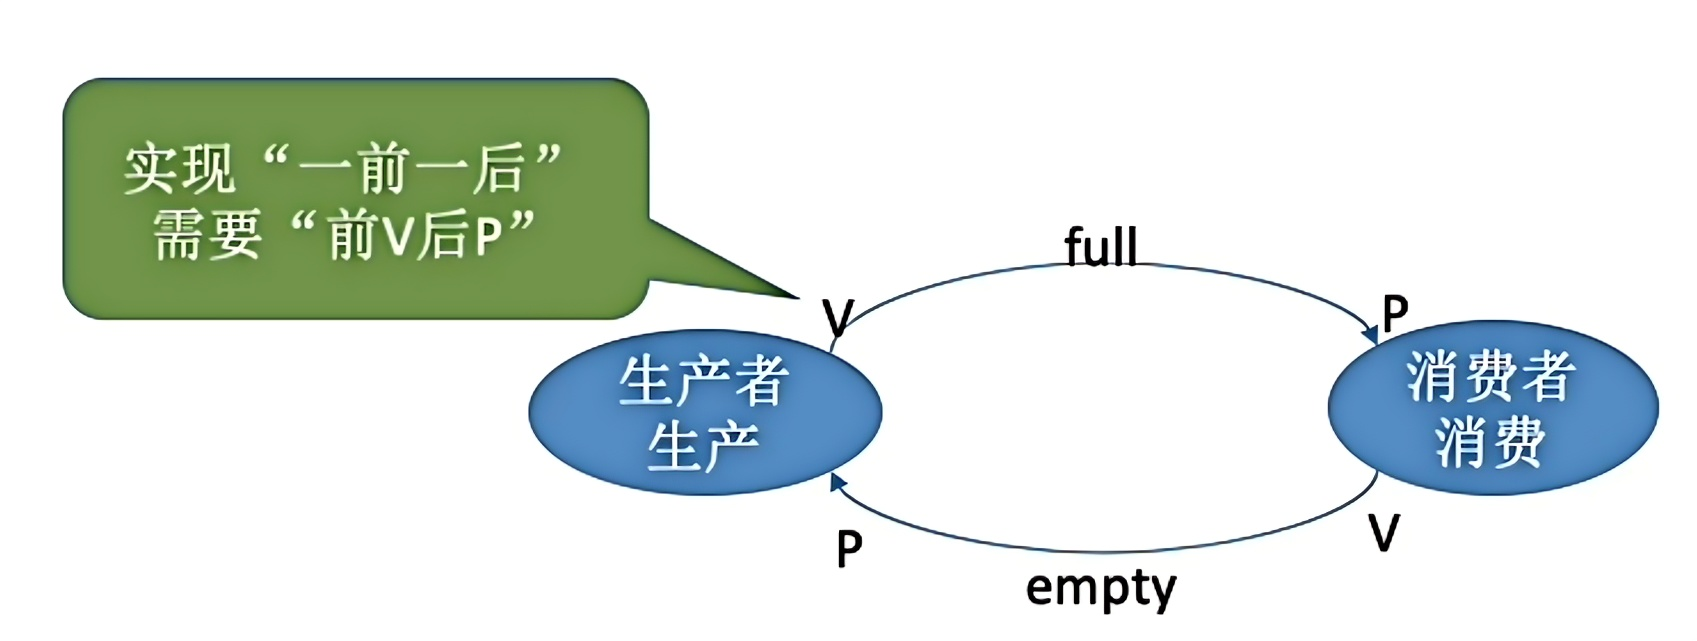 实现“一前一后”
需要“前V后P”
full
V
P
生产者
生产
消费者
消费
P
V
empty